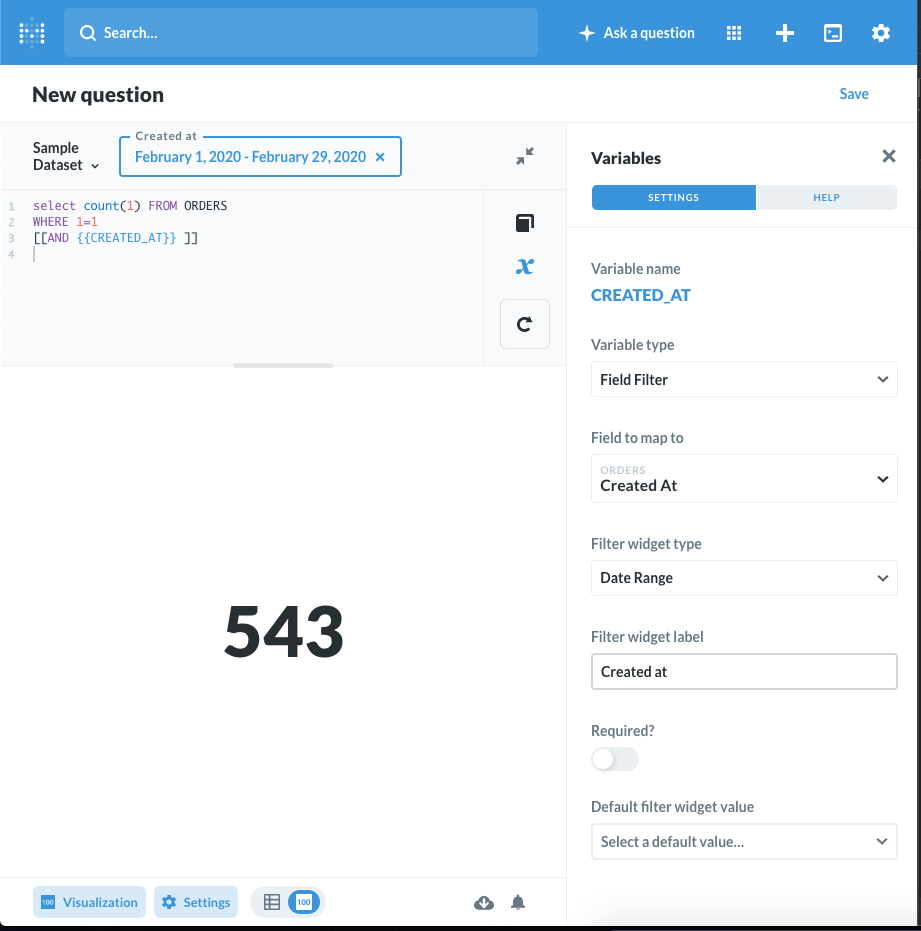 Search...
Ask a question
New question
Save
Sample
Dataset
Created at
February 1, 2020 - February 29, 2020 ×
1 select count(1) FROM ORDERS
2 WHERE 1=1
3 [[AND {{CREATED_AT}} ]]
4
x
543
Visualization
Settings
100
100
Variables
SETTINGS
HELP
Variable name
CREATED_AT
Variable type
Field Filter
Field to map to
ORDERS
Created At
Filter widget type
Date Range
Filter widget label
Created at
Required?
Default filter widget value
Select a default value...